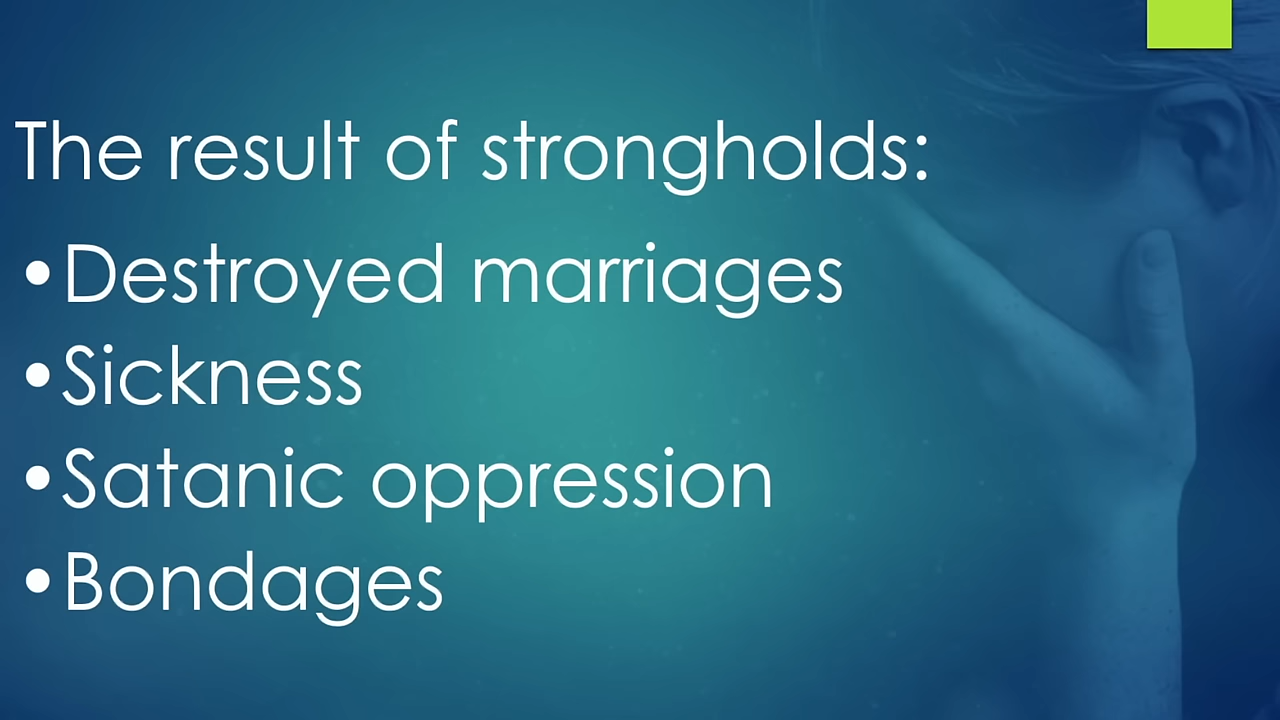 The result of strongholds:
•Destroyed marriages
•Sickness
•Satanic oppression
•Bondages